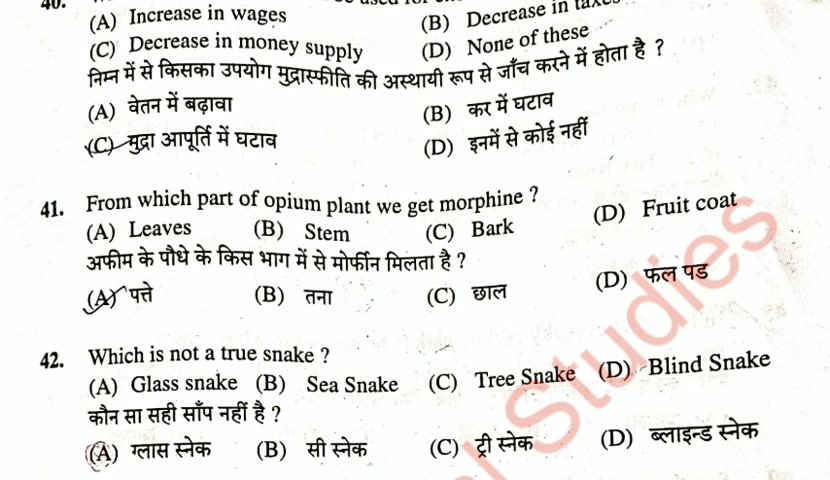 40.
(A) Increase in wages (B) Decrease in taxes
(C) Decrease in money supply (D) None of these
निम्न में से किसका उपयोग मुद्रास्फीति की अस्थायी रूप से जाँच करने में होता है ?
(A) वेतन में बढ़ावा (B) कर में घटाव
(C) मुद्रा आपूर्ति में घटाव (D) इनमें से कोई नहीं
41. From which part of opium plant we get morphine ?
(A) Leaves (B) Stem (C) Bark (D) Fruit coat
अफीम के पौधे के किस भाग में से मोर्फीन मिलता है ?
(A) पत्ते (B) तना (C) छाल (D) फल पड
42. Which is not a true snake ?
(A) Glass snake (B) Sea Snake (C) Tree Snake (D) Blind Snake
कौन सा सही साँप नहीं है ?
(A) ग्लास स्नेक (B) सी स्नेक (C) ट्री स्नेक (D) ब्लाइन्ड स्नेक
Studies